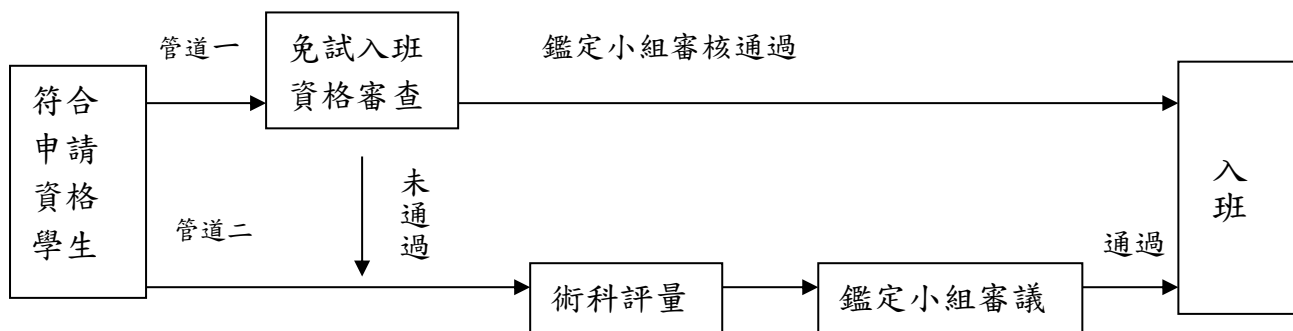 符合
申請
資格
學生
管道一
免試入班
資格審查
鑑定小組審核通過
未
通
過
管道二
術科評量
鑑定小組審議
通過
入
班